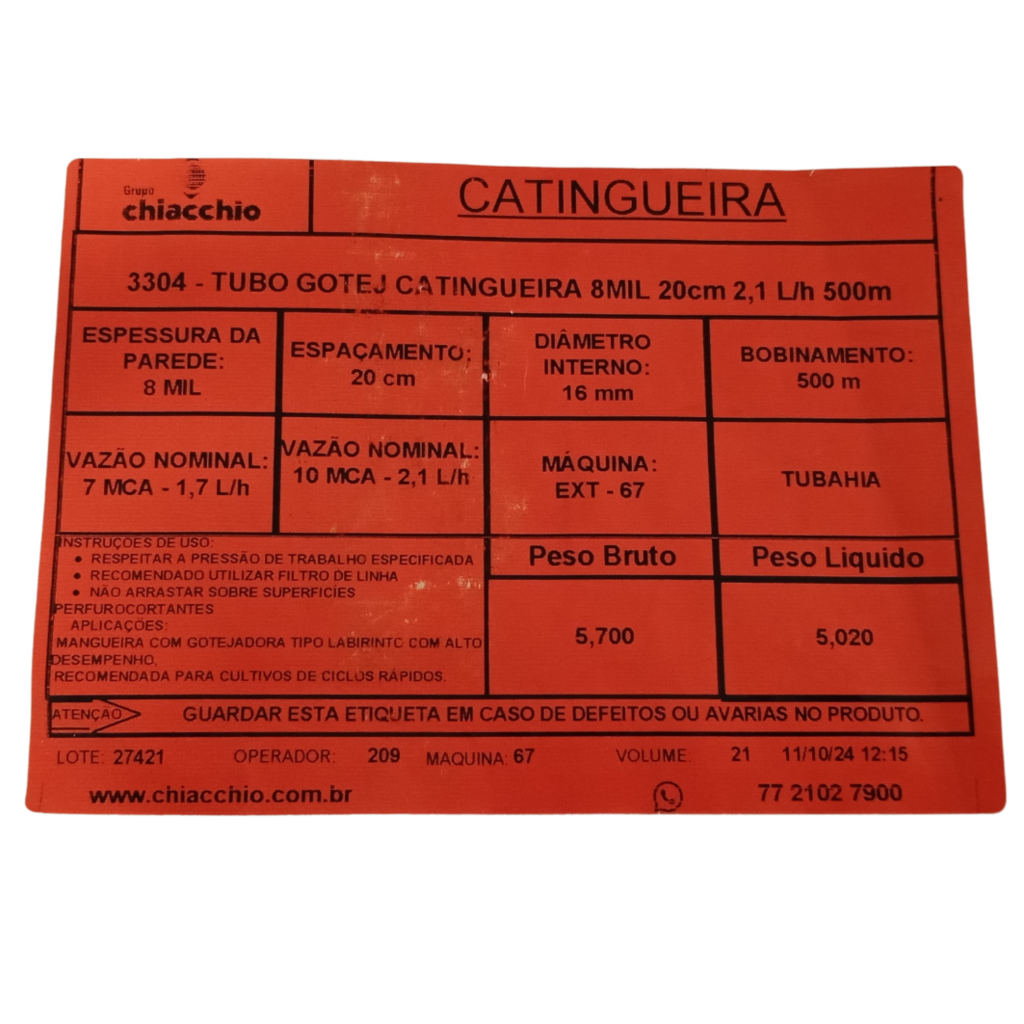 Grupo
chiacchio
CATINGUEIRA
3304 - TUBO GOTEJ CATINGUEIRA 8MIL 20cm 2,1 L/h 500m
ESPESSURA DA
PAREDE:
8 MIL
ESPAÇAMENTO:
20 cm
DIÂMETRO
INTERNO:
16 mm
BOBINAMENTO:
500 m
VAZÃO NOMINAL:
7 MCA - 1,7 L/h
VAZÃO NOMINAL:
10 MCA - 2,1 L/h
MÁQUINA:
EXT - 67
TUBAHIA
INSTRUÇÕES DE USO:
• RESPEITAR A PRESSÃO DE TRABALHO ESPECIFICADA
• RECOMENDADO UTILIZAR FILTRO DE LINHA
• NÃO ARRASTAR SOBRE SUPERFICÍES
PERFUROCORTANTES
APLICAÇÕES:
MANGUEIRA COM GOTEJADORA TIPO LABIRINTO COM ALTO
DESEMPENHO.
RECOMENDADA PARA CULTIVOS DE CICLOS RÁPIDOS.
Peso Bruto
5,700
Peso Liquido
5,020
ATENÇÃO
GUARDAR ESTA ETIQUETA EM CASO DE DEFEITOS OU AVARIAS NO PRODUTO.
LOTE: 27421 OPERADOR: 209 MAQUINA: 67 VOLUME: 21 11/10/24 12:15
www.chiacchio.com.br 77 2102 7900